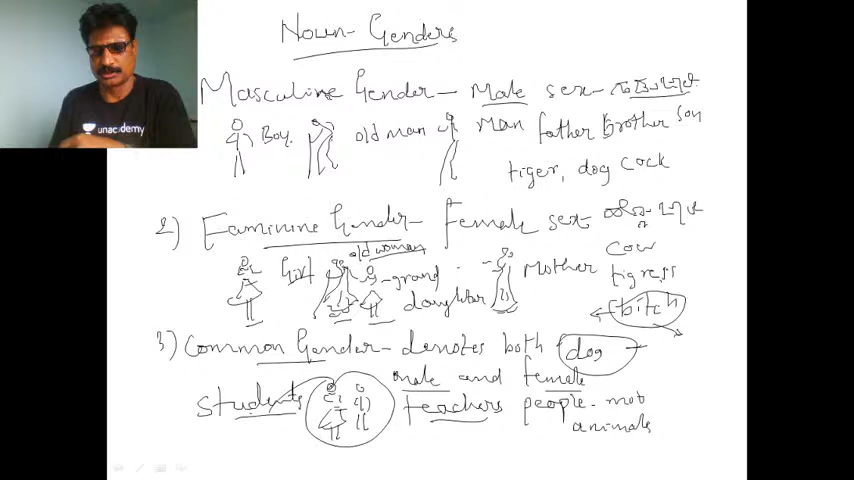 unacademy
Noun- Genders
Masculine Gender- Male sex-
Boy. old man Man father Brother Son
tiger, dog cock
2) Faminine Gender- Female sex-
old woman cow
Girl -grand Mother tigress
daughter bitch
3) Common Gender- denotes both dog
male and female
students teachers people- mob
animals